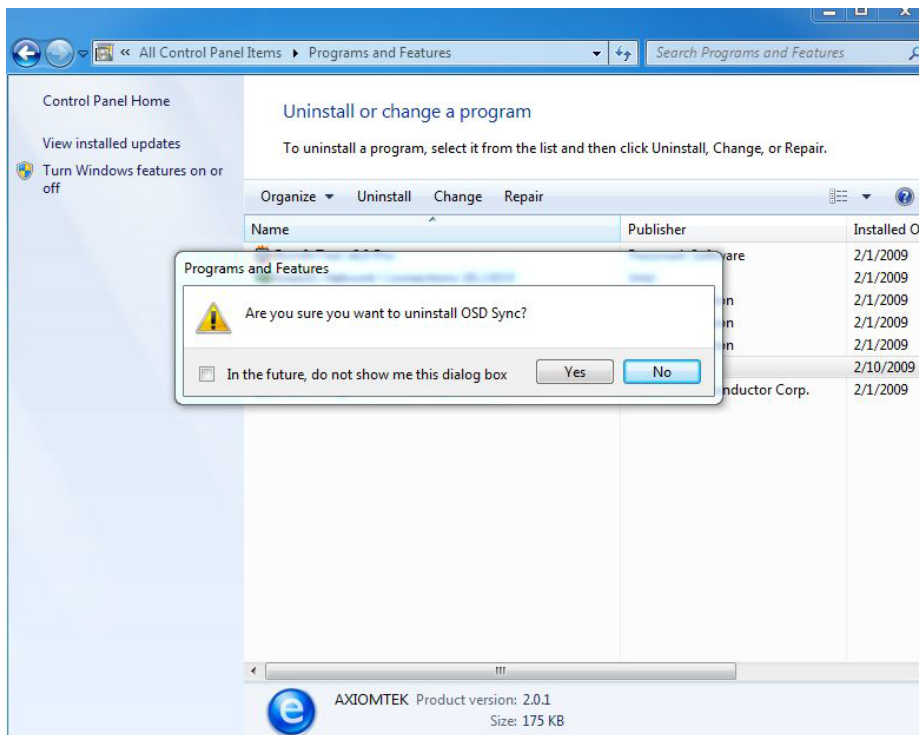 « All Control Panel Items ▸ Programs and Features
Search Programs and Features
Control Panel Home
View installed updates
Turn Windows features on or
off
Uninstall or change a program
To uninstall a program, select it from the list and then click Uninstall, Change, or Repair.
Organize Uninstall Change Repair
Name Publisher Installed O
2/1/2009
2/1/2009
2/1/2009
2/1/2009
2/1/2009
2/10/2009
nductor Corp. 2/1/2009
Programs and Features
Are you sure you want to uninstall OSD Sync?
In the future, do not show me this dialog box Yes No
AXIOMTEK Product version: 2.0.1
Size: 175 KB